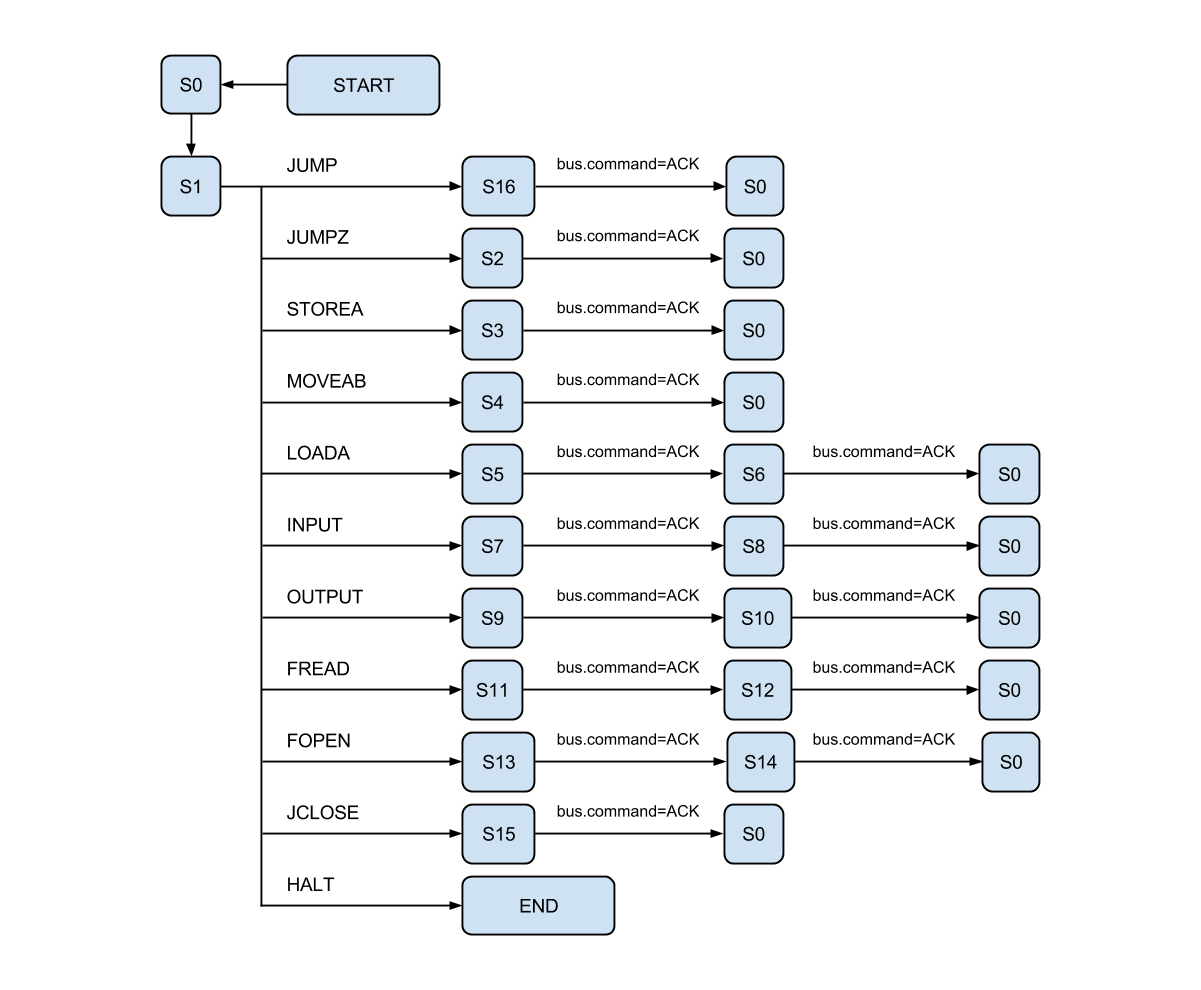 S0
START
S1
JUMP
S16
bus.command=ACK
S0
JUMPZ
S2
bus.command=ACK
S0
STOREA
S3
bus.command=ACK
S0
MOVEAB
S4
bus.command=ACK
S0
LOADA
S5
bus.command=ACK
S6
bus.command=ACK
S0
INPUT
S7
bus.command=ACK
S8
bus.command=ACK
S0
OUTPUT
S9
bus.command=ACK
S10
bus.command=ACK
S0
FREAD
S11
bus.command=ACK
S12
bus.command=ACK
S0
FOPEN
S13
bus.command=ACK
S14
bus.command=ACK
S0
JCLOSE
S15
bus.command=ACK
S0
HALT
END